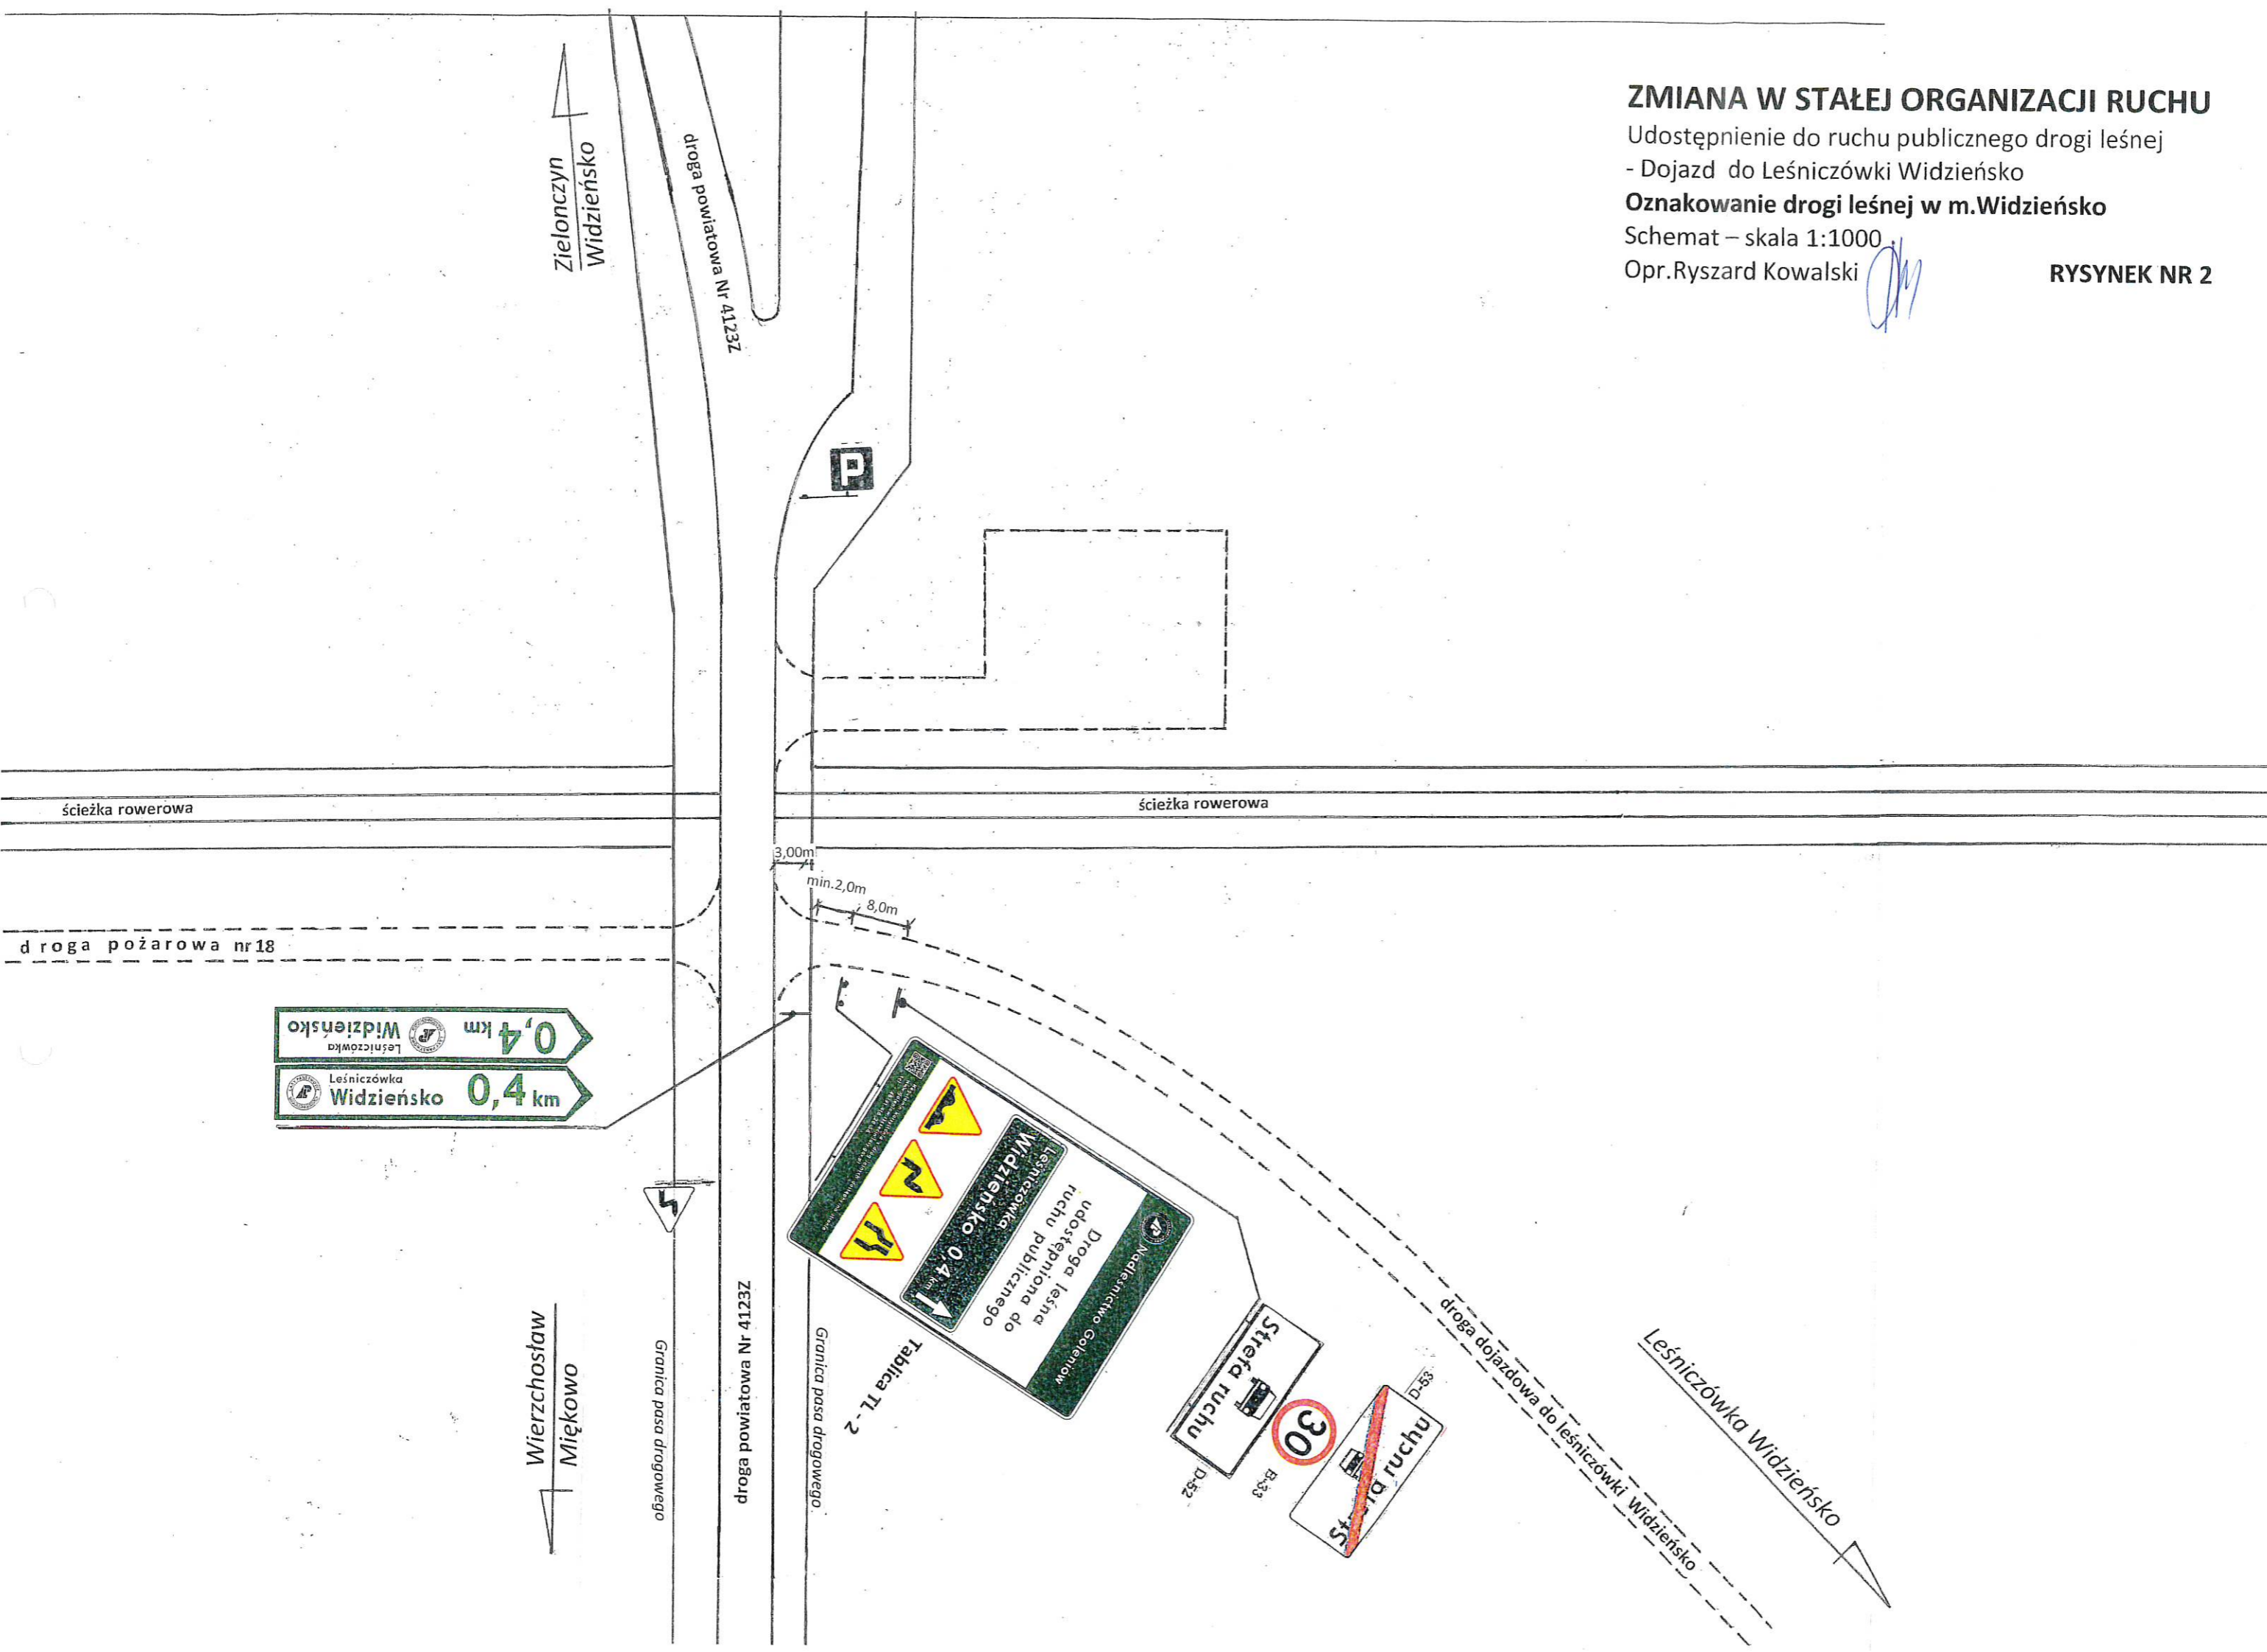 ZMIANA W STAŁEJ ORGANIZACJI RUCHU
Udostępnienie do ruchu publicznego drogi leśnej
- Dojazd do Leśniczówki Widzieńsko
Oznakowanie drogi leśnej w m.Widzieńsko
Schemat – skala 1:1000
Opr.Ryszard Kowalski
RYSYNEK NR 2
Zielonczyn
Widzieńsko
droga powiatowa Nr 4123Z
P
ścieżka rowerowa
ścieżka rowerowa
3,00m
min.2,0m
8,0m
droga pożarowa nr 18
Leśniczówka
Widzieńsko 0,4 km
Leśniczówka
Widzieńsko 0,4 km
Nadleśnictwo Goleniów
Droga leśna
udostępniona do
ruchu publicznego
Leśniczówka
Widzieńsko 0,4 km
Tablica TL - 2
Strefa ruchu
D-52
30
B-33
Strefa ruchu
D-53
droga dojazdowa do leśniczówki Widzieńsko
Leśniczówka Widzieńsko
Wierzchosław
Miękowo
Granica pasa drogowego
droga powiatowa Nr 4123Z
Granica pasa drogowego